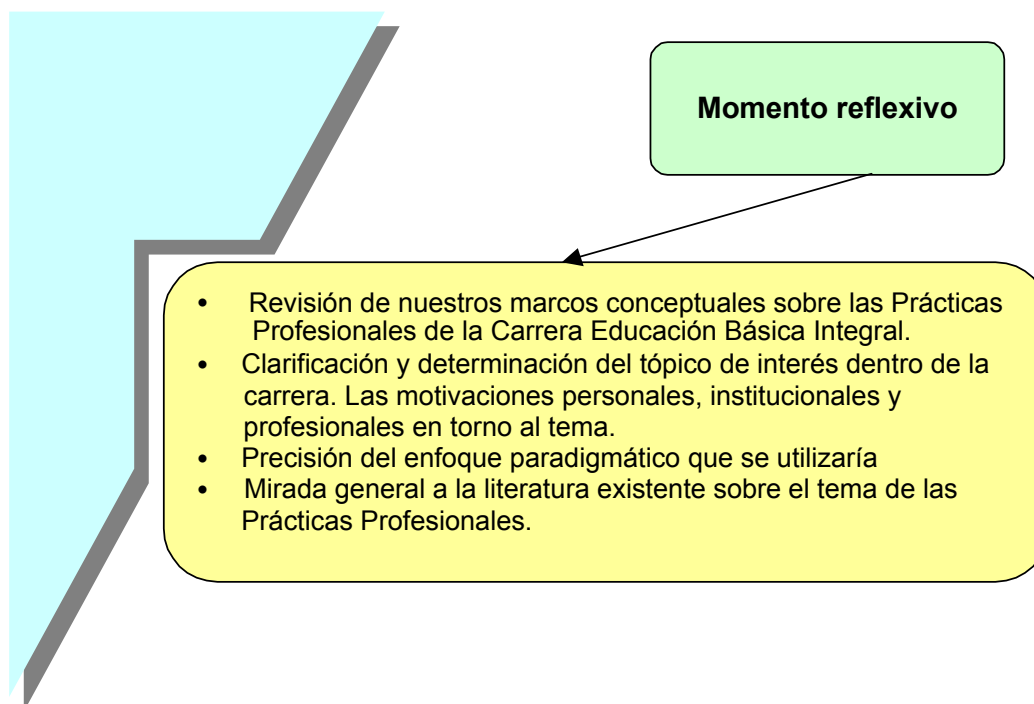 Momento reflexivo
• Revisión de nuestros marcos conceptuales sobre las Prácticas
Profesionales de la Carrera Educación Básica Integral.
• Clarificación y determinación del tópico de interés dentro de la
carrera. Las motivaciones personales, institucionales y
profesionales en torno al tema.
• Precisión del enfoque paradigmático que se utilizaría
• Mirada general a la literatura existente sobre el tema de las
Prácticas Profesionales.